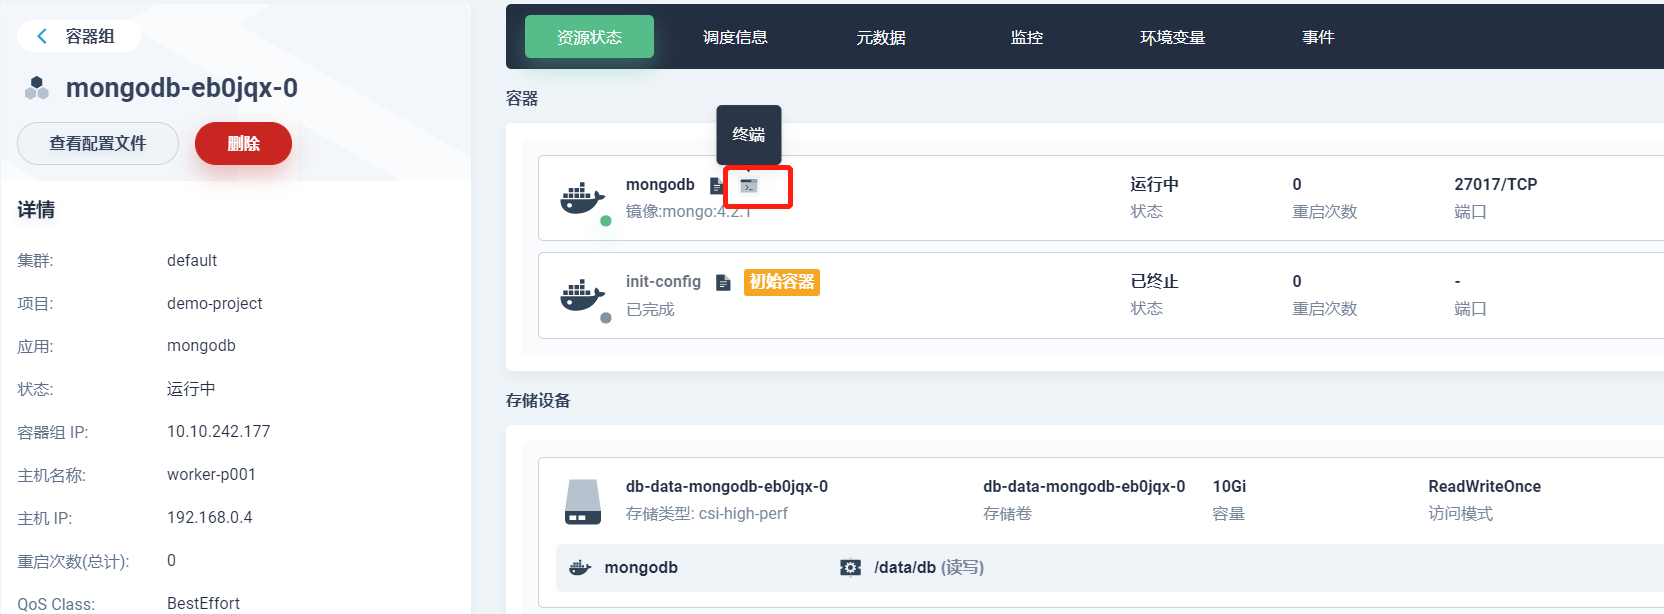 容器组
mongodb-eb0jqx-0
查看配置文件
删除
详情
集群:
default
项目:
demo-project
应用:
mongodb
状态:
运行中
容器组 IP:
10.10.242.177
主机名称:
worker-p001
主机 IP:
192.168.0.4
重启次数(总计):
0
QoS Class:
BestEffort
资源状态
调度信息
元数据
监控
环境变量
事件
容器
终端
mongodb
镜像:mongo:4.2.1
运行中
状态
0
重启次数
27017/TCP
端口
init-config
初始容器
已完成
已终止
状态
0
重启次数
-
端口
存储设备
db-data-mongodb-eb0jqx-0
存储类型: csi-high-perf
db-data-mongodb-eb0jqx-0
存储卷
10Gi
容量
ReadWriteOnce
访问模式
mongodb
/data/db (读写)